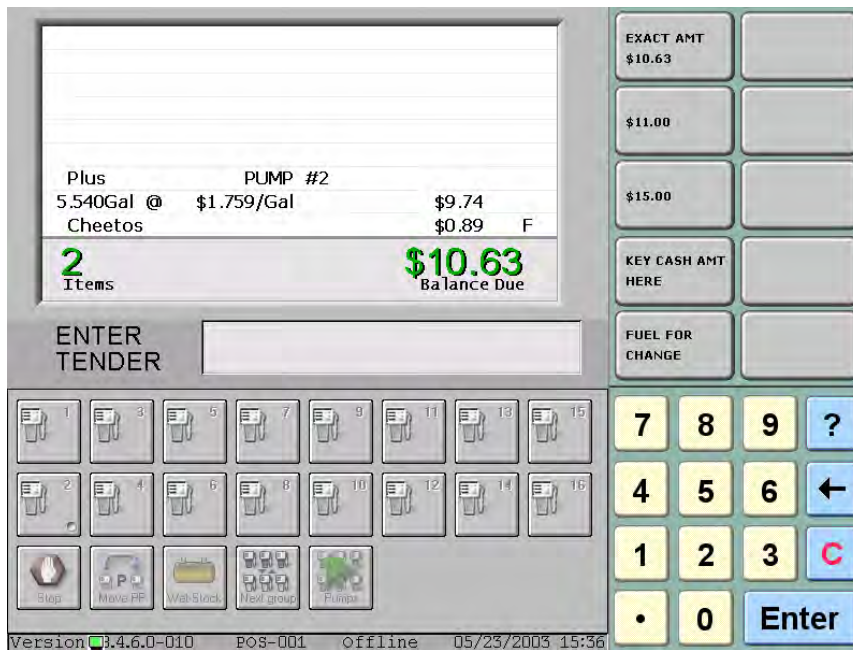 Plus PUMP #2
5.540Gal @ $1.759/Gal $9.74
Cheetos $0.89 F
2 $10.63
Items Balance Due
ENTER
TENDER
EXACT AMT
$10.63
$11.00
$15.00
KEY CASH AMT
HERE
FUEL FOR
CHANGE
1 3 5 7 9 11 13 15
2 4 6 8 10 12 14 16
P
Stop Move PP Wet-Stock Next group Pumps
7 8 9 ?
4 5 6 ←
1 2 3 C
• 0 Enter
Version 3.4.6.0-010 POS-001 Offline 05/23/2003 15:36